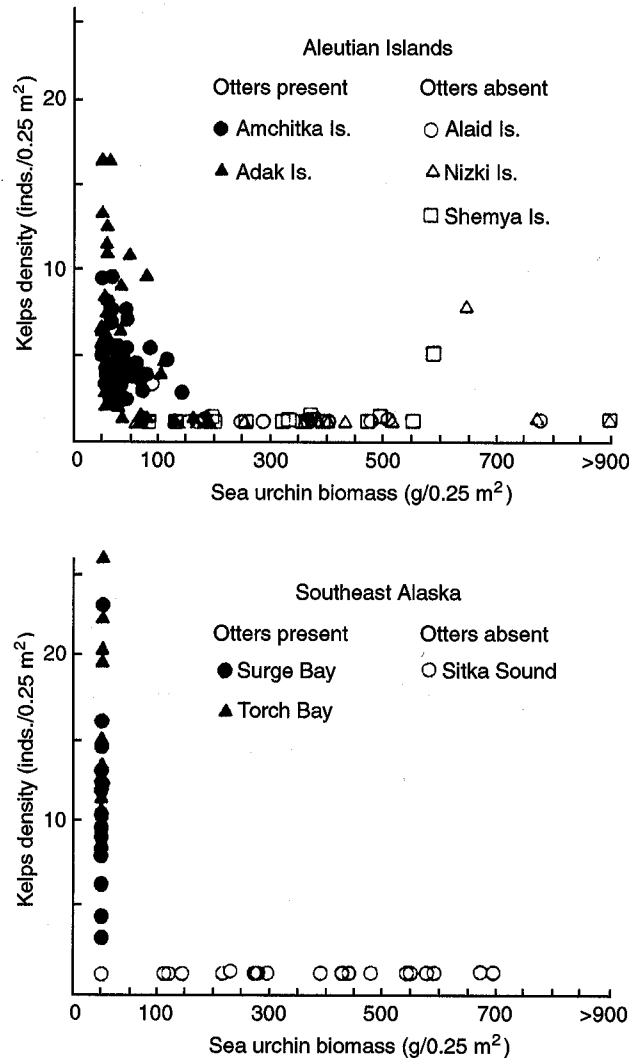 Aleutian Islands
Otters present Otters absent
Amchitka Is. Alaid Is.
Adak Is. Nizki Is.
Shemya Is.
20
10
Kelps density (inds./0.25 m²)
100 300 500 700 >900
Sea urchin biomass (g/0.25 m²)
Southeast Alaska
Otters present Otters absent
Surge Bay Sitka Sound
Torch Bay
20
10
Kelps density (inds./0.25 m²)
100 300 500 700 >900
Sea urchin biomass (g/0.25 m²)